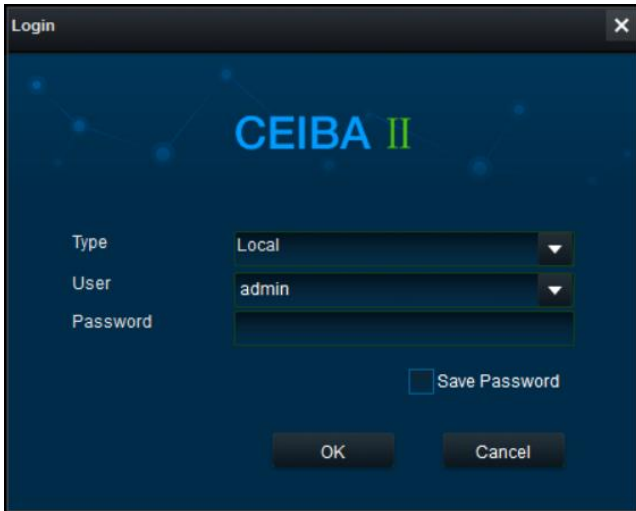 Login
CEIBA II
Type Local
User admin
Password
Save Password
OK Cancel